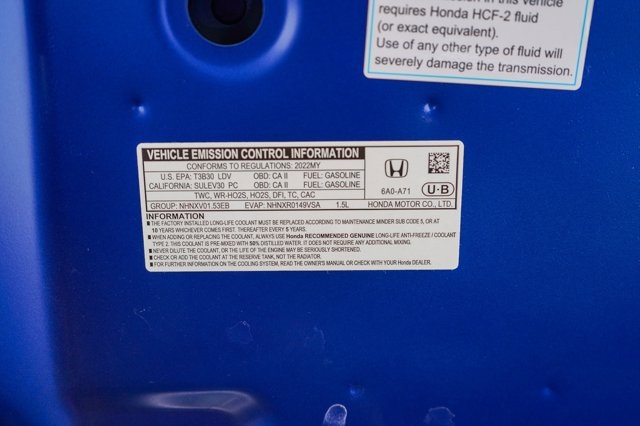 in this vehicle
requires Honda HCF-2 fluid
(or exact equivalent).
Use of any other type of fluid will
severely damage the transmission.
VEHICLE EMISSION CONTROL INFORMATION
CONFORMS TO REGULATIONS: 2022MY
U.S. EPA: T3B30 LDV OBD: CA II FUEL: GASOLINE
CALIFORNIA: SULEV30 PC OBD: CA II FUEL: GASOLINE
TWC, WR-HO2S, HO2S, DFI, TC, CAC
GROUP: NHNXV01.53EB EVAP: NHNXR0149VSA 1.5L
6A0-A71
U·B
HONDA MOTOR CO., LTD.
INFORMATION
■ THE FACTORY INSTALLED LONG-LIFE COOLANT MUST BE REPLACED ACCORDING TO MAINTENANCE MINDER SUB CODE 5, OR AT
10 YEARS WHICHEVER COMES FIRST. THEREAFTER EVERY 5 YEARS.
■ WHEN ADDING OR REPLACING THE COOLANT, ALWAYS USE Honda RECOMMENDED GENUINE LONG-LIFE ANTI-FREEZE / COOLANT
TYPE 2. THIS COOLANT IS PRE-MIXED WITH 50% DISTILLED WATER. IT DOES NOT REQUIRE ANY ADDITIONAL MIXING.
■ NEVER DILUTE THE COOLANT, OR THE LIFE OF THE ENGINE MAY BE SERIOUSLY SHORTENED.
■ CHECK OR ADD THE COOLANT AT THE RESERVE TANK, NOT THE RADIATOR.
■ FOR FURTHER INFORMATION ON THE COOLING SYSTEM, READ THE OWNER'S MANUAL OR CHECK WITH YOUR Honda DEALER.